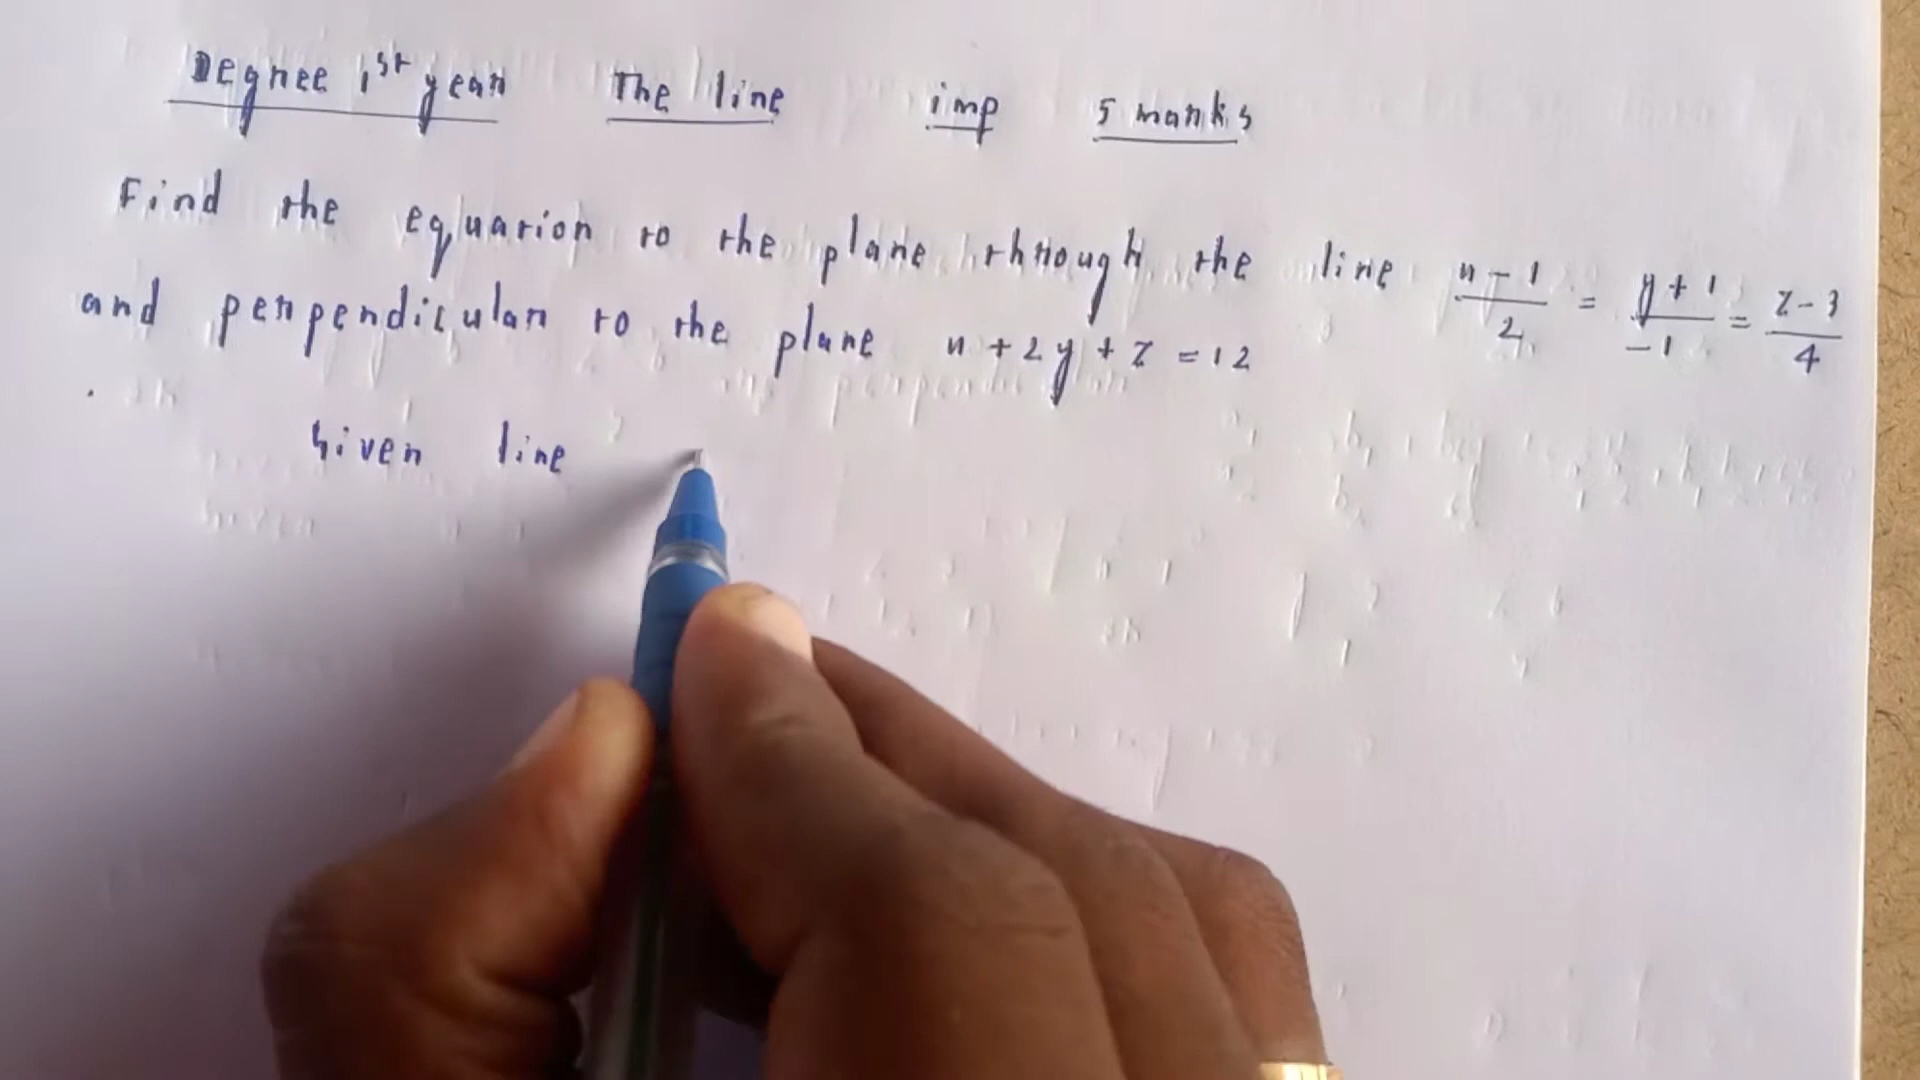 Degree 1st year The line imp 5 marks
Find the equation to the plane through the line x-1/2 = y+1/-1 = z-3/4
and perpendicular to the plane x+2y+z=12
Given line